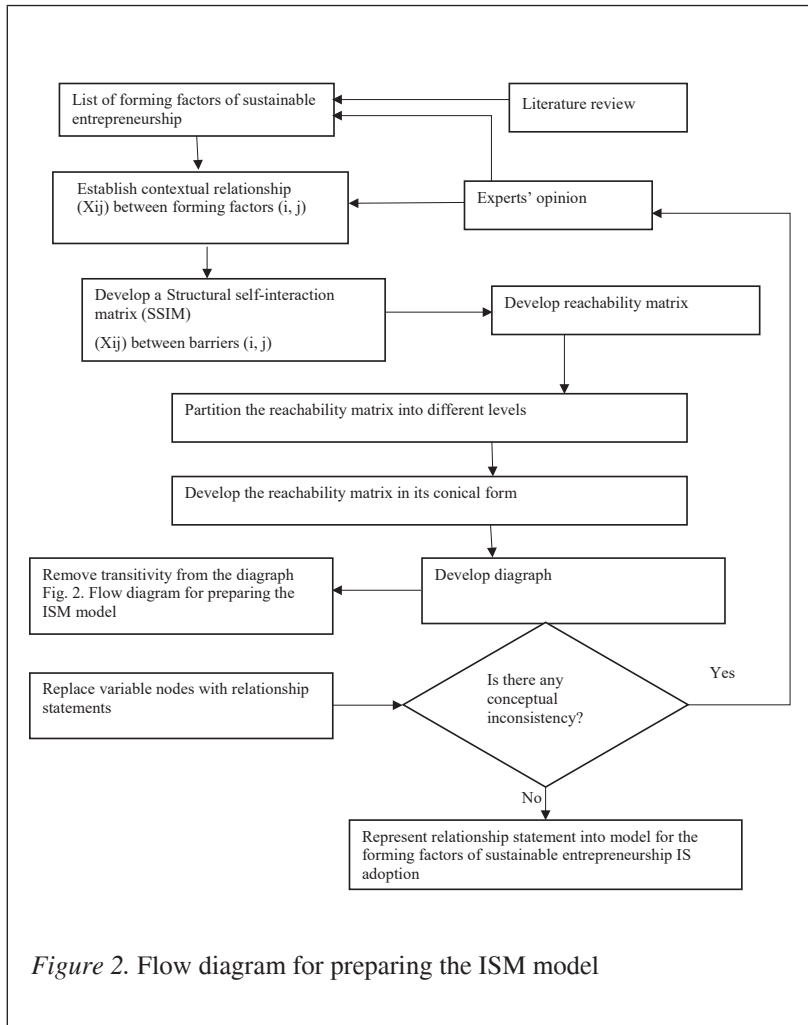 List of forming factors of sustainable
entrepreneurship
Literature review
Establish contextual relationship
(Xij) between forming factors (i, j)
Experts’ opinion
Develop a Structural self-interaction
matrix (SSIM)
(Xij) between barriers (i, j)
Develop reachability matrix
Partition the reachability matrix into different levels
Develop the reachability matrix in its conical form
Remove transitivity from the diagraph
Fig. 2. Flow diagram for preparing the
ISM model
Develop diagraph
Replace variable nodes with relationship
statements
Is there any
conceptual
inconsistency?
Yes
No
Represent relationship statement into model for the
forming factors of sustainable entrepreneurship IS
adoption
Figure 2. Flow diagram for preparing the ISM model